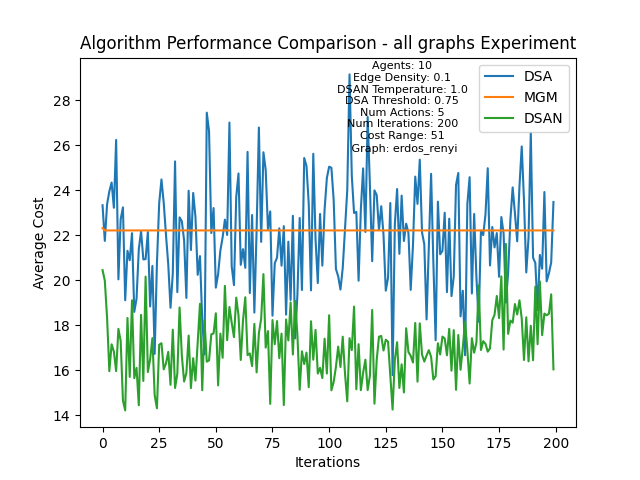 Algorithm Performance Comparison - all graphs Experiment
Agents: 10
Edge Density: 0.1
DSAN Temperature: 1.0
DSA Threshold: 0.75
Num Actions: 5
Num Iterations: 200
Cost Range: 51
Graph: erdos_renyi
DSA
MGM
DSAN
Average Cost
28
26
24
22
20
18
16
14
0
25
50
75
100
125
150
175
200
Iterations